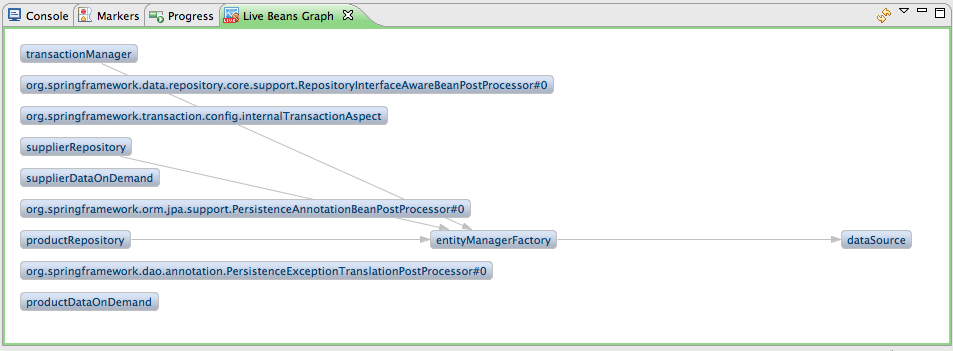 Console Markers Progress LIVE Live Beans Graph
transactionManager
org.springframework.data.repository.core.support.RepositoryInterfaceAwareBeanPostProcessor#0
org.springframework.transaction.config.internalTransactionAspect
supplierRepository
supplierDataOnDemand
org.springframework.orm.jpa.support.PersistenceAnnotationBeanPostProcessor#0
productRepository entityManagerFactory dataSource
org.springframework.dao.annotation.PersistenceExceptionTranslationPostProcessor#0
productDataOnDemand